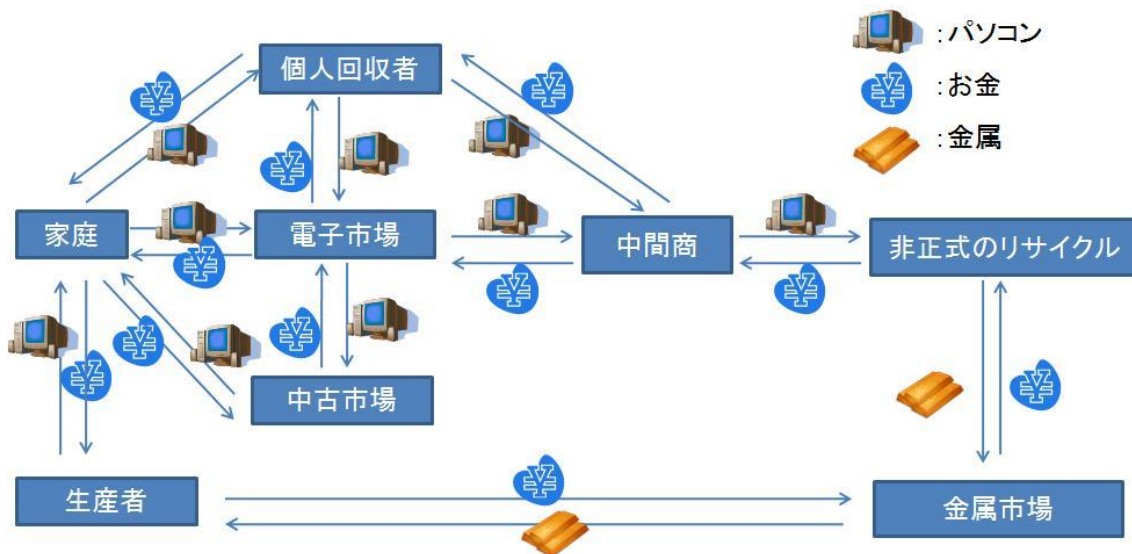 個人回収者
:パソコン
:お金
:金属
家庭
電子市場
中間商
非正式のリサイクル
中古市場
生産者
金属市場